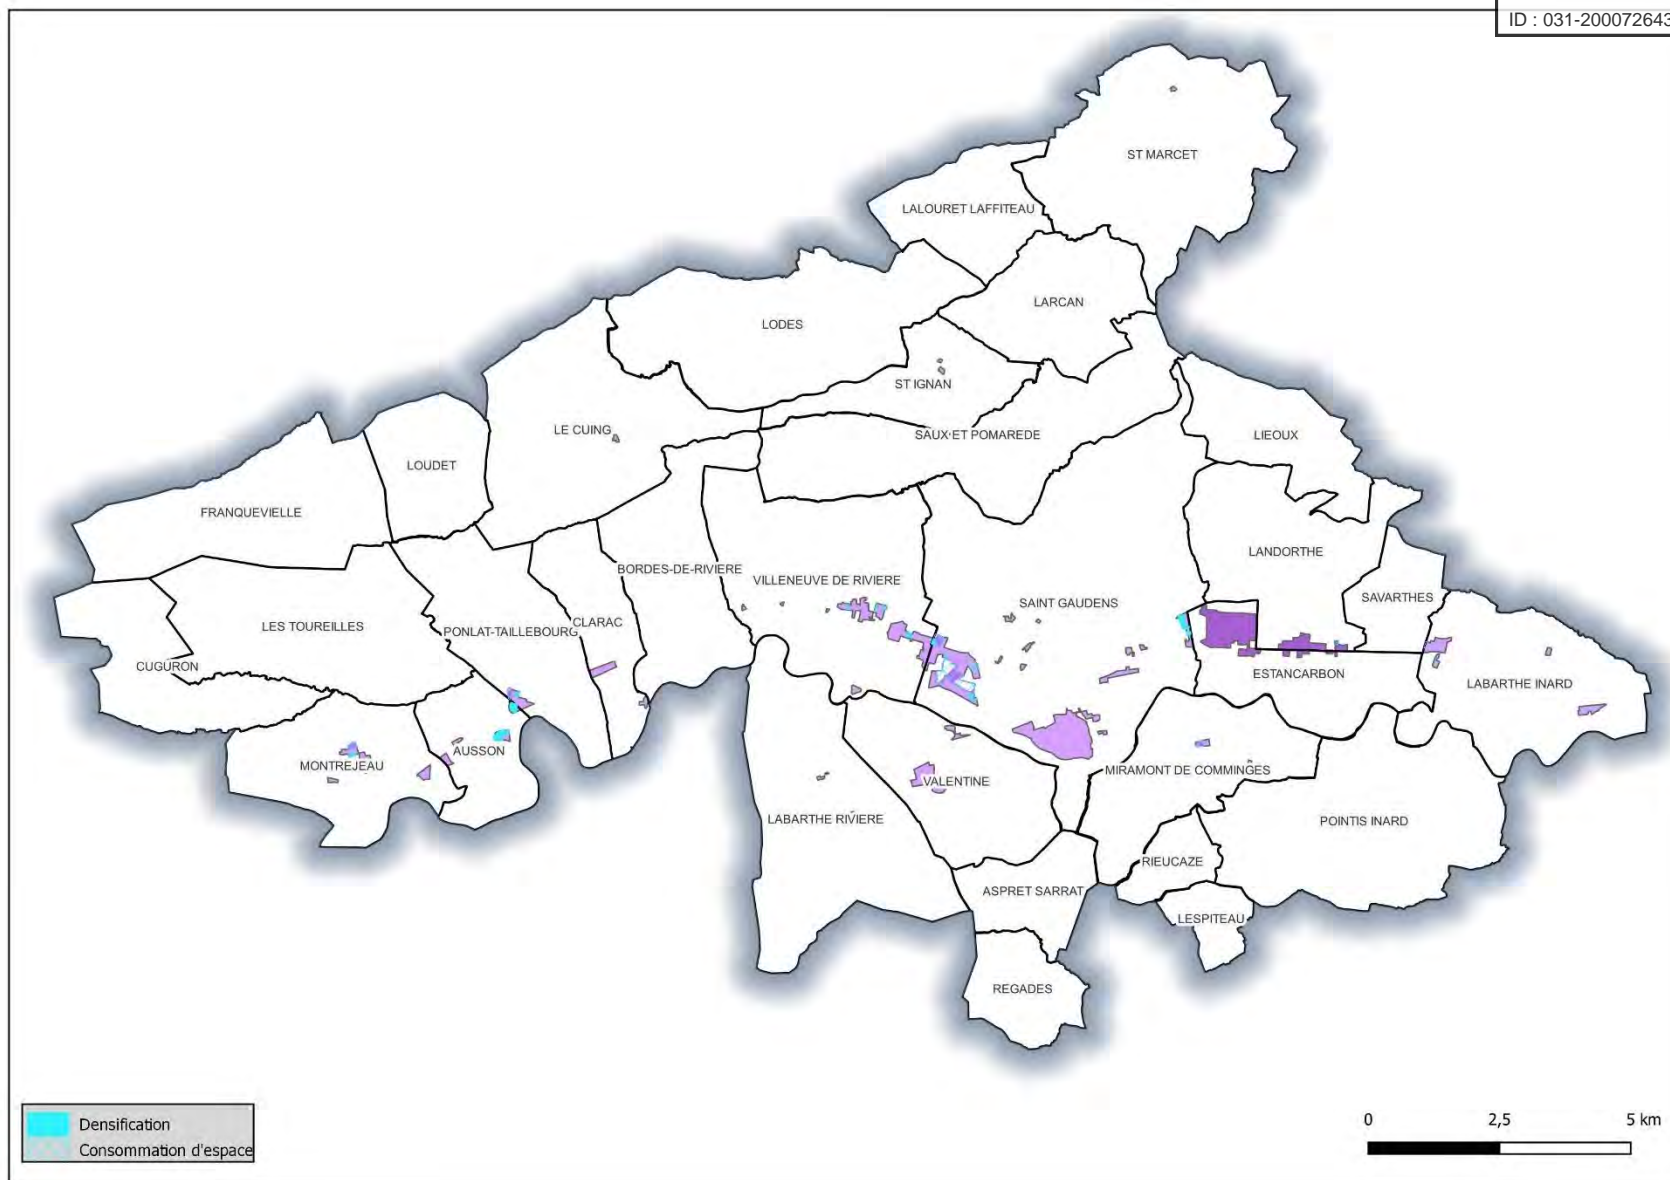 ID : 031-200072643
ST MARCET
LALOURET LAFFITEAU
LARCAN
LODES
ST IGNAN
LE CUING
SAUX ET POMAREDE
LIEOUX
LOUDET
FRANQUEVIELLE
LANDORTHE
BORDES-DE-RIVIERE
VILLENEUVE DE RIVIERE
SAINT GAUDENS
SAVARTHES
LES TOUREILLES
PONLAT-TAILLEBOURG
CLARAC
CUGURON
ESTANCARBON
LABARTHE INARD
AUSSON
MONTREJEAU
VALENTINE
MIRAMONT DE COMMINGES
LABARTHE RIVIERE
POINTIS INARD
RIEUCAZE
ASPRET SARRAT
LESPITEAU
REGADES
Densification
Consommation d'espace
0 2,5 5 km